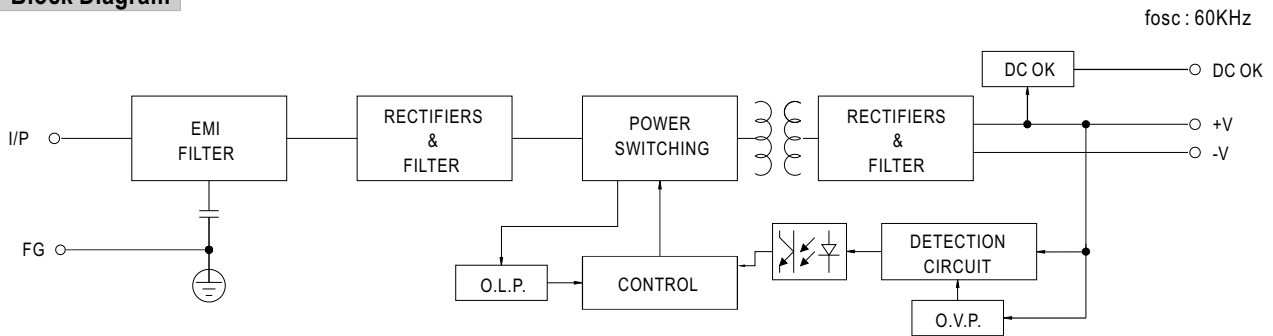 Block Diagram
fosc : 60KHz
DC OK
DC OK
I/P
EMI
FILTER
RECTIFIERS
&
FILTER
POWER
SWITCHING
RECTIFIERS
&
FILTER
+V
-V
FG
O.L.P.
CONTROL
DETECTION
CIRCUIT
O.V.P.